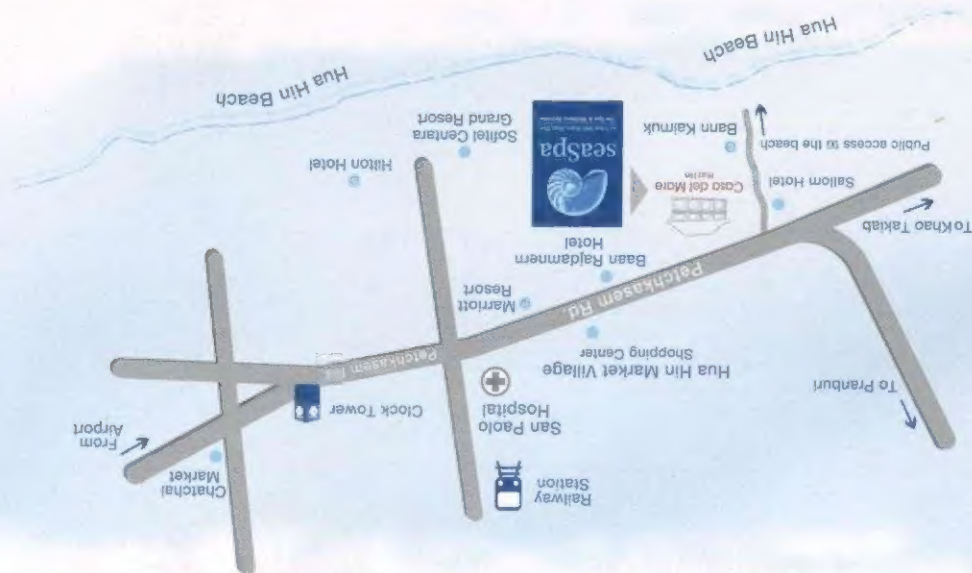 Railway
Station
San Paolo
Hospital
Chatchai
Market
From
Airport
To Pranburi
Clock Tower
Hua Hin Market Village
Shopping Center
Petchkasem Rd.
Petchkasem
Marriott
Resort
Baan Rajdamnern
Hotel
To Khao Takiab
Sailom Hotel
Public access to the beach
Bann Kaimuk
Casa del Mare
Hua Hin
seaSpa
Hilton Hotel
Sofitel Centara
Grand Resort
Hua Hin Beach
Hua Hin Beach